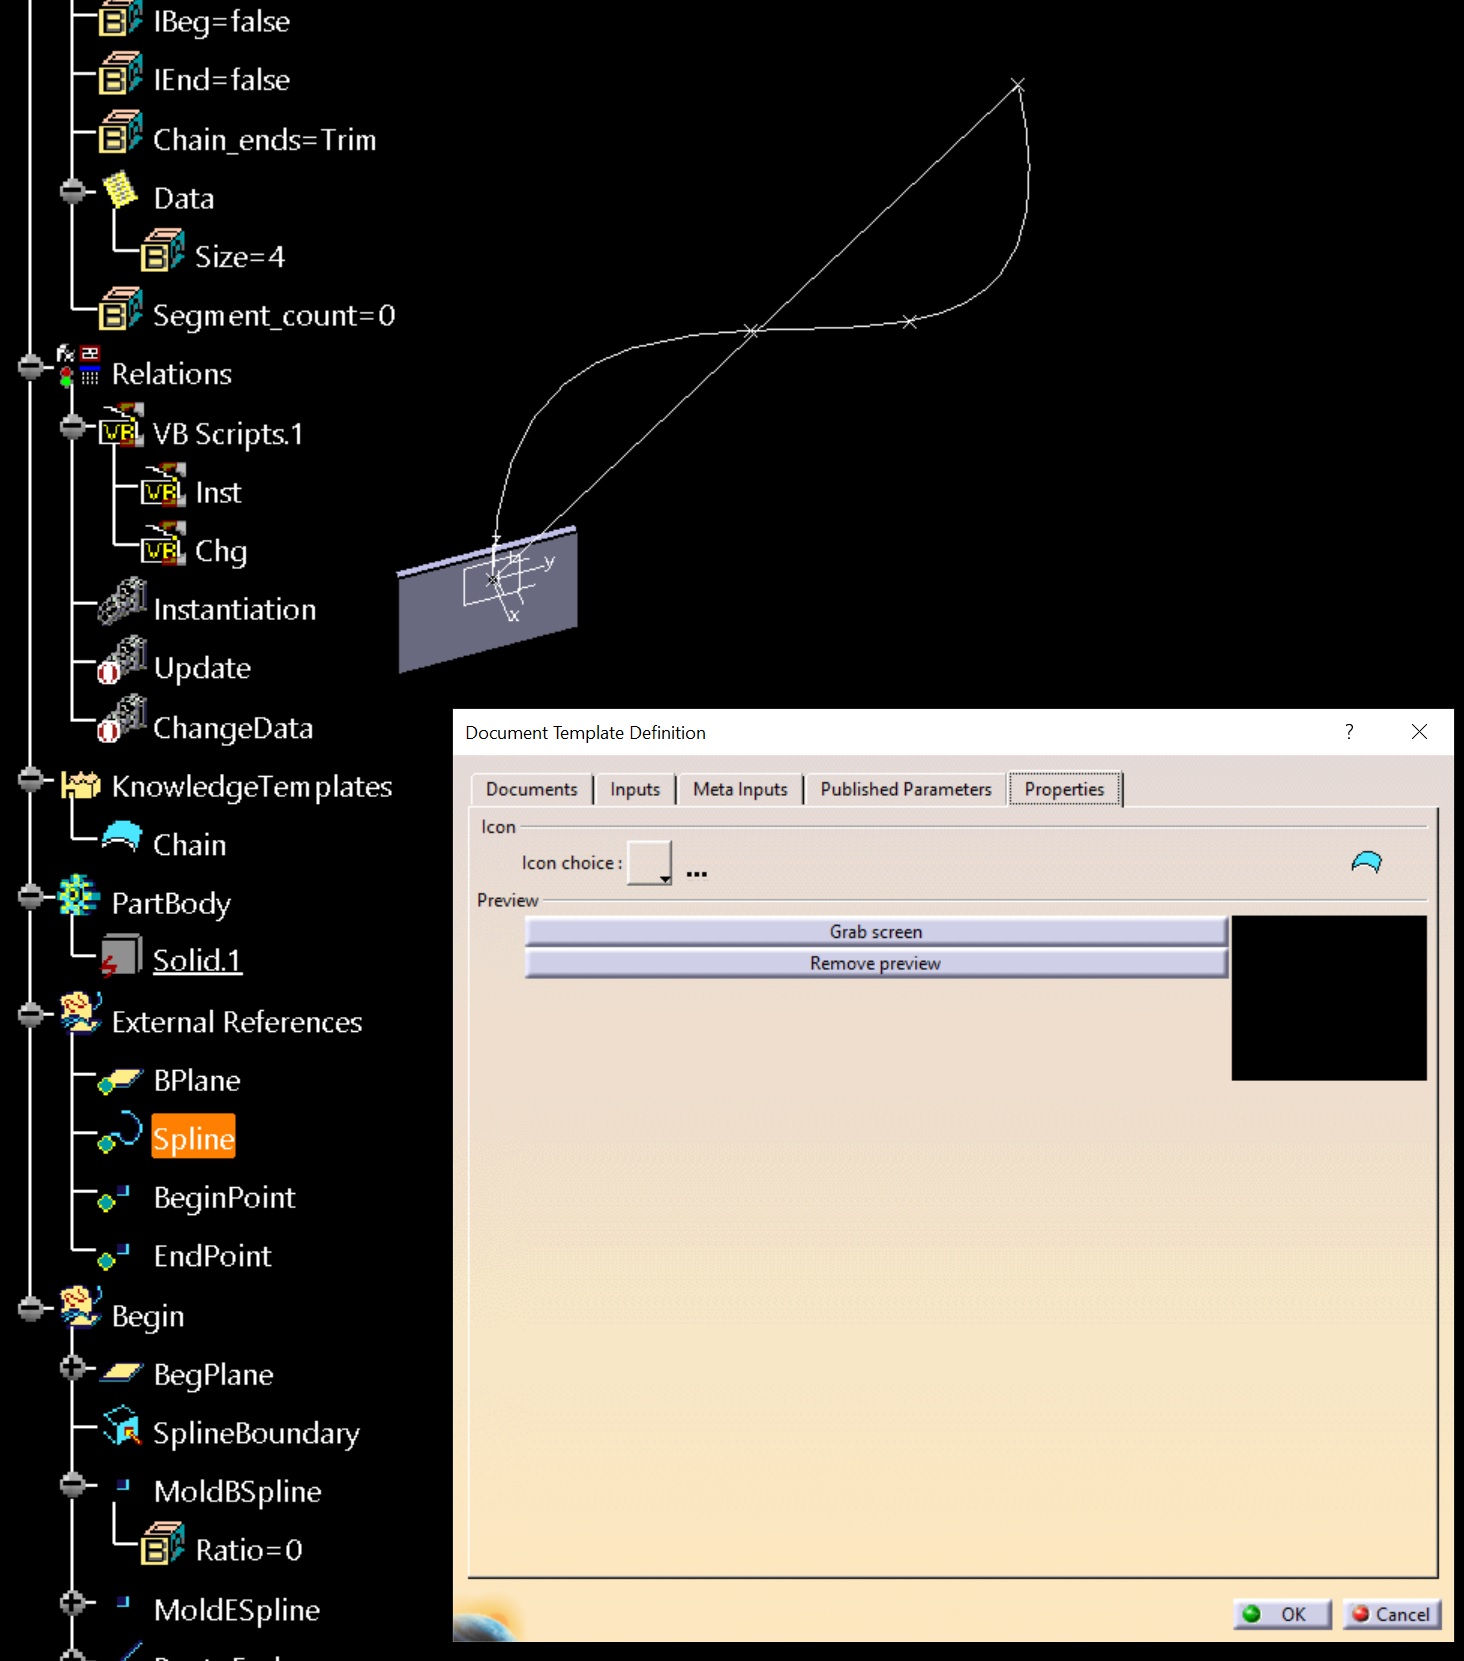 IBeg=false
IEnd=false
Chain_ends=Trim
Data
Size=4
Segment_count=0
Relations
VB Scripts.1
Inst
Chg
Instantiation
Update
ChangeData
KnowledgeTemplates
Chain
PartBody
Solid.1
External References
BPlane
Spline
BeginPoint
EndPoint
Begin
BegPlane
SplineBoundary
MoldBSpline
Ratio=0
MoldESpline
z
y
x
Document Template Definition
?
Documents
Inputs
Meta Inputs
Published Parameters
Properties
Icon
Icon choice :
...
Preview
Grab screen
Remove preview
OK
Cancel